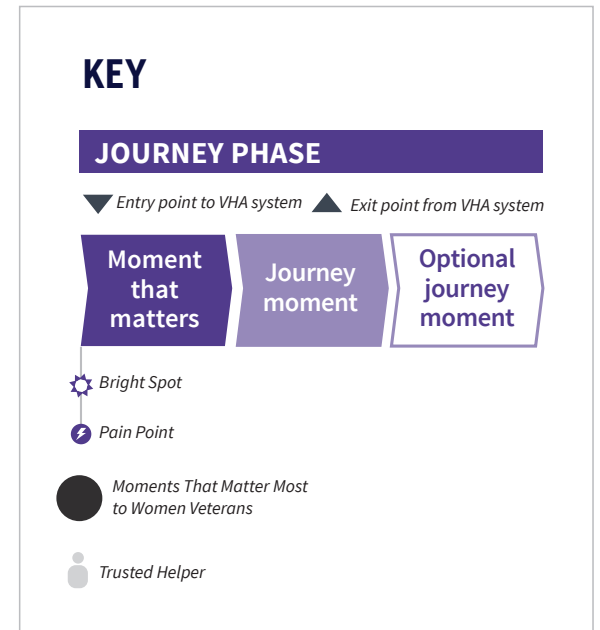 KEY
JOURNEY PHASE
Entry point to VHA system
Exit point from VHA system
Moment
that
matters
Journey
moment
Optional
journey
moment
Bright Spot
Pain Point
Moments That Matter Most
to Women Veterans
Trusted Helper